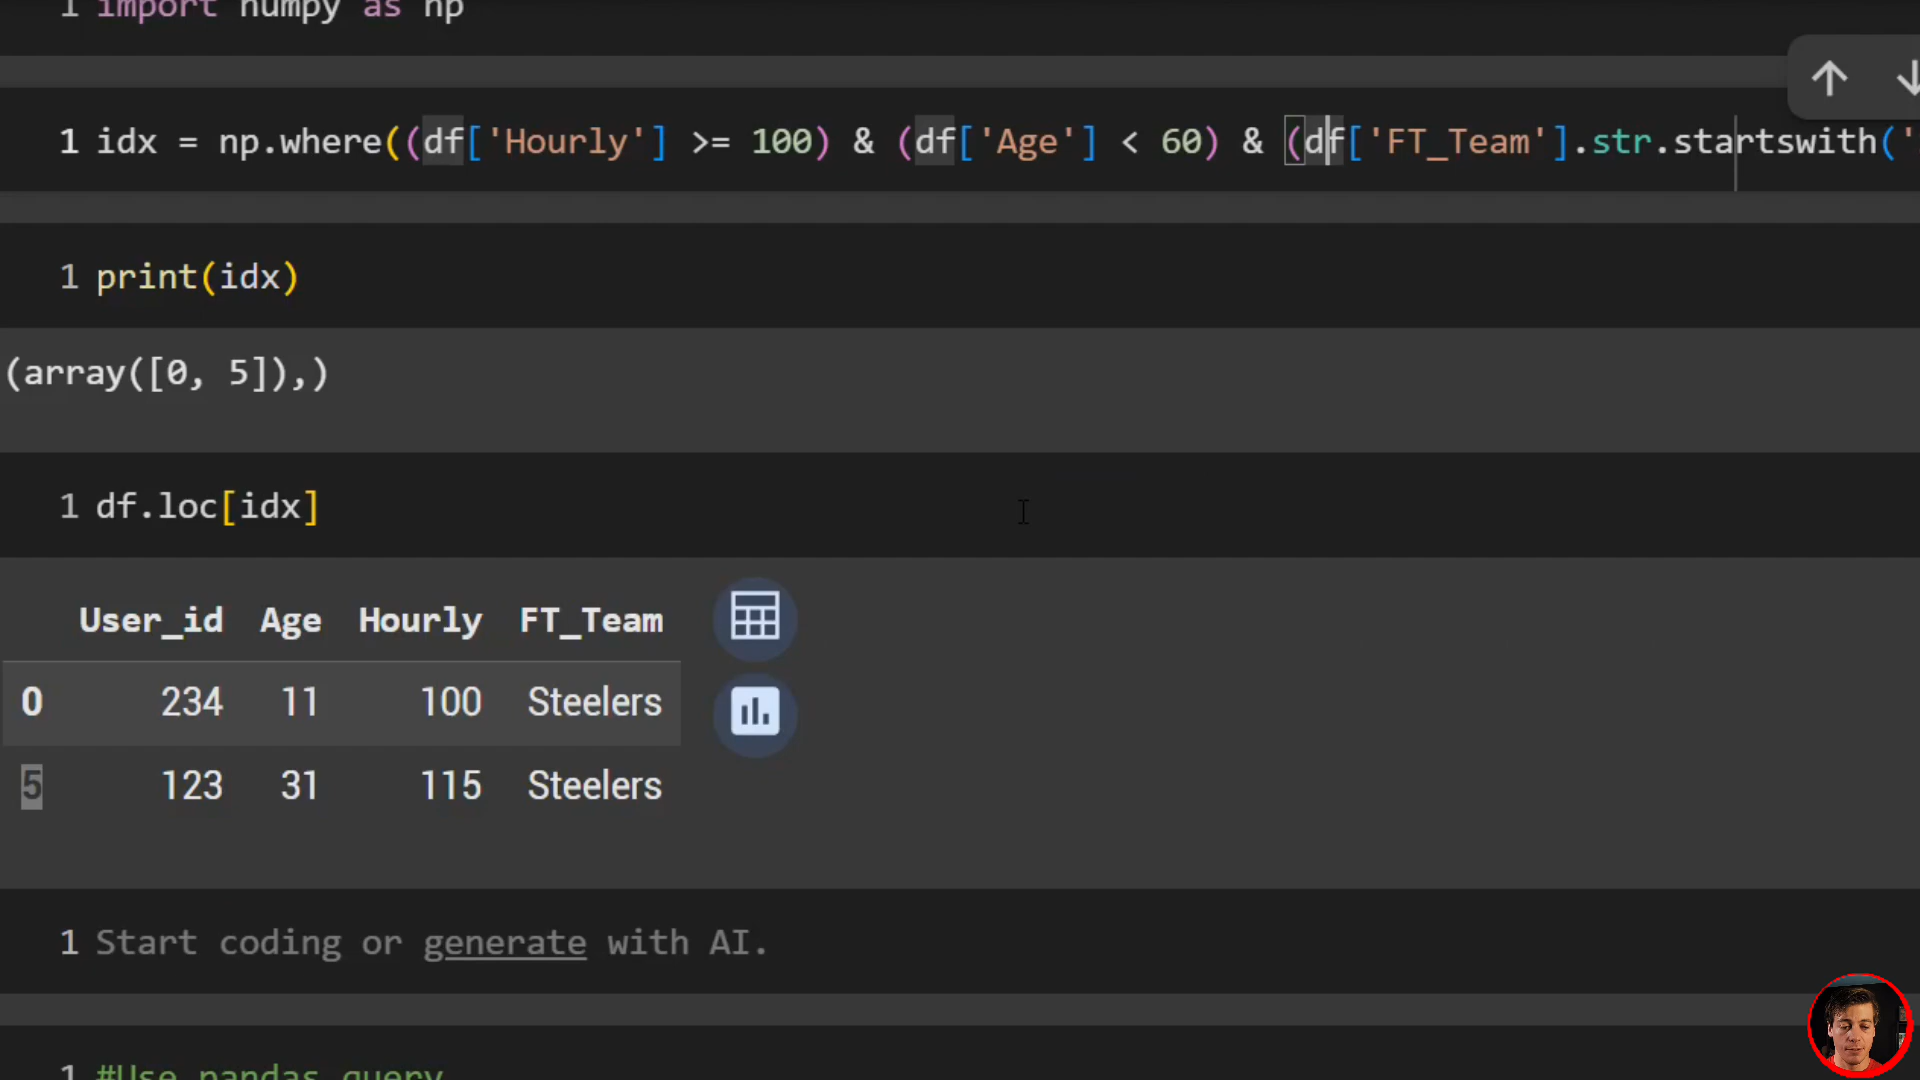 1 import numpy as np
1 idx = np.where((df['Hourly'] >= 100) & (df['Age'] < 60) & (df['FT_Team'].str.startswith('
1 print(idx)
(array([0, 5]),)
1 df.loc[idx]
User_id Age Hourly FT_Team
0 234 11 100 Steelers
5 123 31 115 Steelers
1 Start coding or generate with AI.
1 #Use pandas query